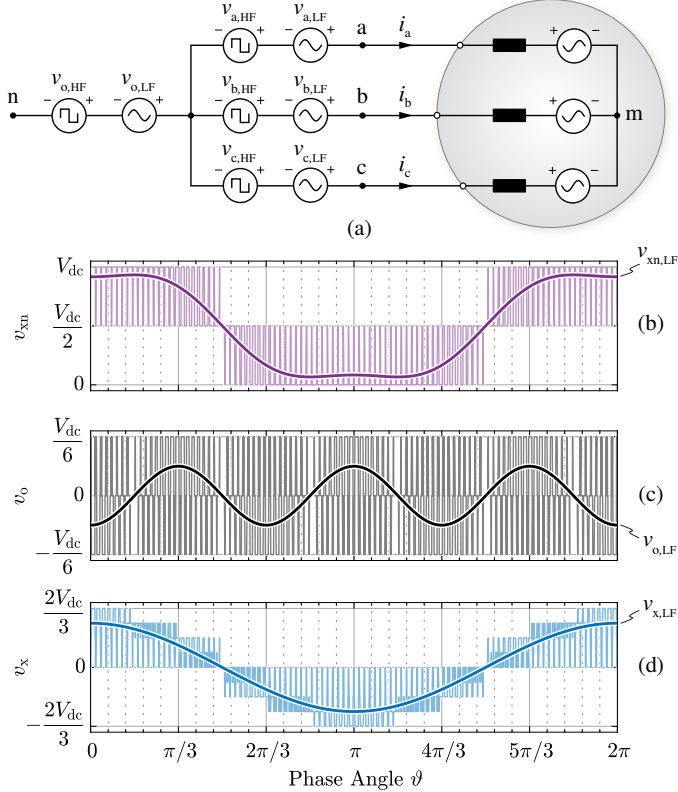 v_a,HF v_a,LF a i_a
n v_o,HF v_o,LF v_b,HF v_b,LF b i_b m
v_c,HF v_c,LF c i_c
− + − + − + − + + −
− + − + − + − + + −
− + − + + −
(a)
V_dc v_xn,LF
v_xn V_dc/2 (b)
0
V_dc/6
v_o 0 (c)
−V_dc/6 v_o,LF
2V_dc/3 v_x,LF
v_x 0 (d)
−2V_dc/3
0 π/3 2π/3 π 4π/3 5π/3 2π
Phase Angle ϑ